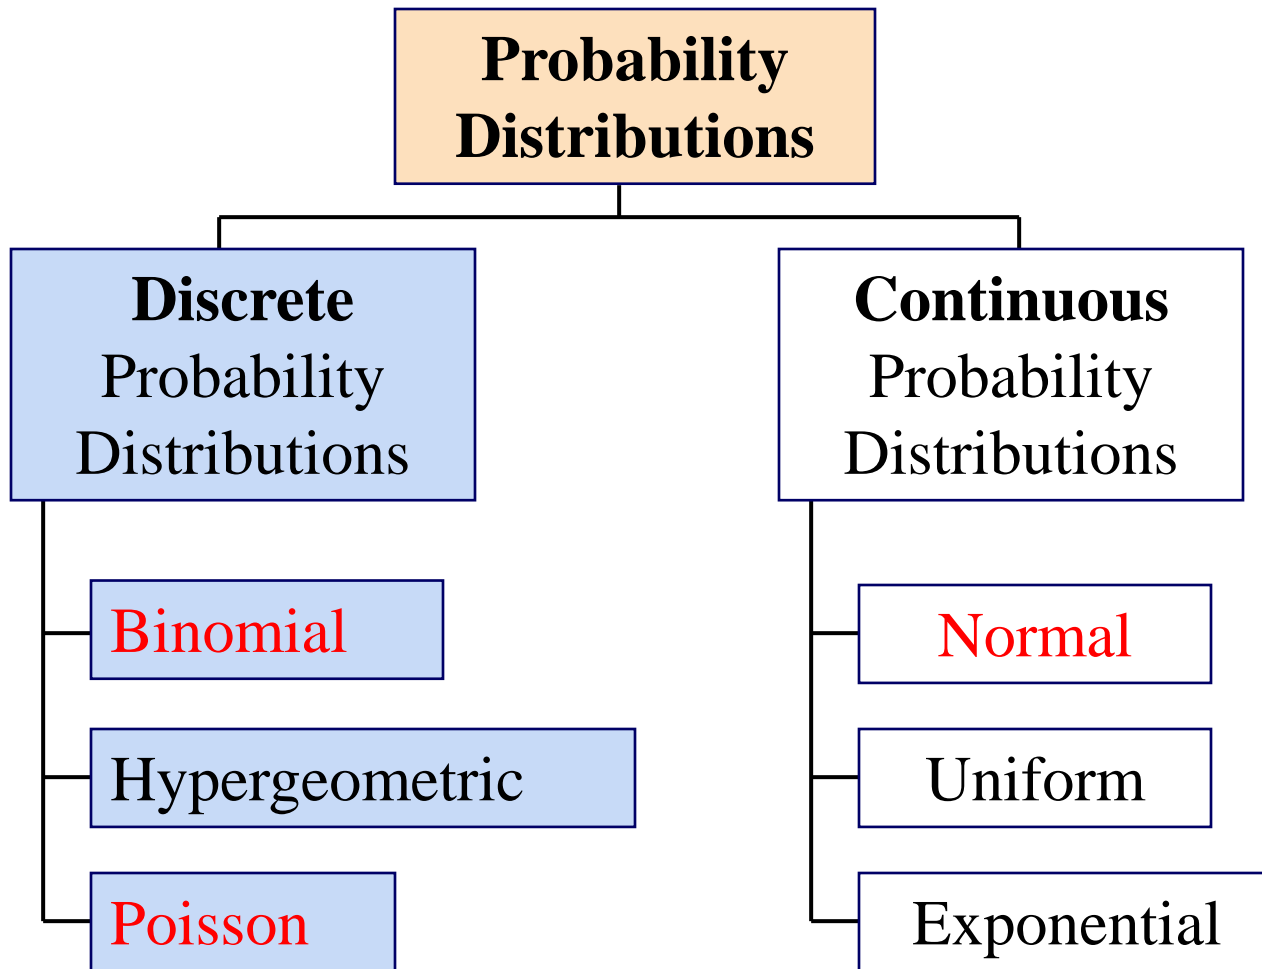 Probability
Distributions
Discrete
Probability
Distributions
Continuous
Probability
Distributions
Binomial
Hypergeometric
Poisson
Normal
Uniform
Exponential